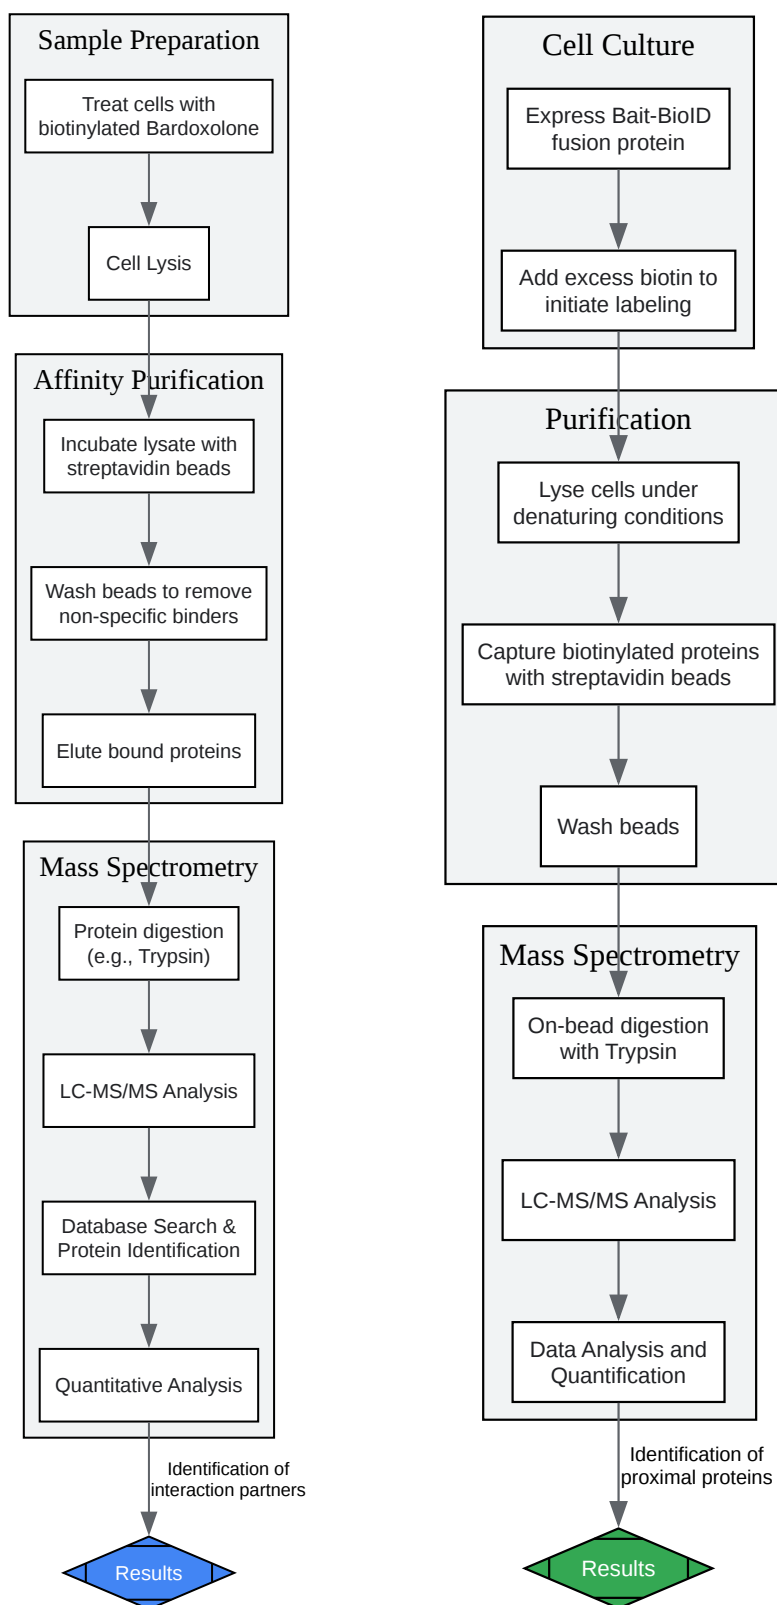 Sample Preparation
Treat cells with
biotinylated Bardoxolone
Cell Lysis
Affinity Purification
Incubate lysate with
streptavidin beads
Wash beads to remove
non-specific binders
Elute bound proteins
Mass Spectrometry
Protein digestion
(e.g., Trypsin)
LC-MS/MS Analysis
Database Search &
Protein Identification
Quantitative Analysis
Identification of
interaction partners
Results
Cell Culture
Express Bait-BioID
fusion protein
Add excess biotin to
initiate labeling
Purification
Lyse cells under
denaturing conditions
Capture biotinylated proteins
with streptavidin beads
Wash beads
Mass Spectrometry
On-bead digestion
with Trypsin
LC-MS/MS Analysis
Data Analysis and
Quantification
Identification of
proximal proteins
Results